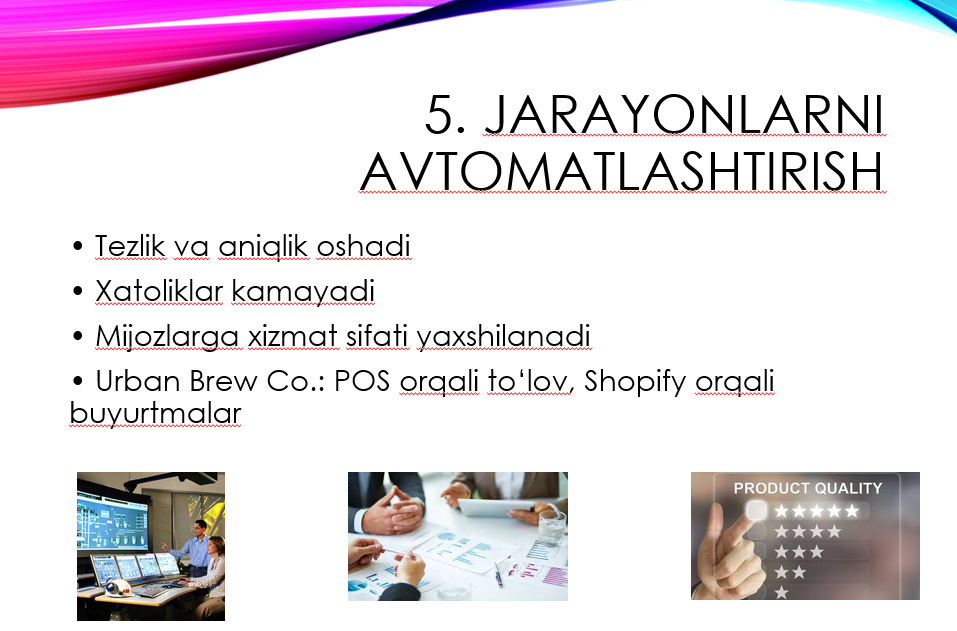 5. JARAYONLARNI
AVTOMATLASHTIRISH
• Tezlik va aniqlik oshadi
• Xatoliklar kamayadi
• Mijozlarga xizmat sifati yaxshilanadi
• Urban Brew Co.: POS orqali to‘lov, Shopify orqali
buyurtmalar
PRODUCT QUALITY